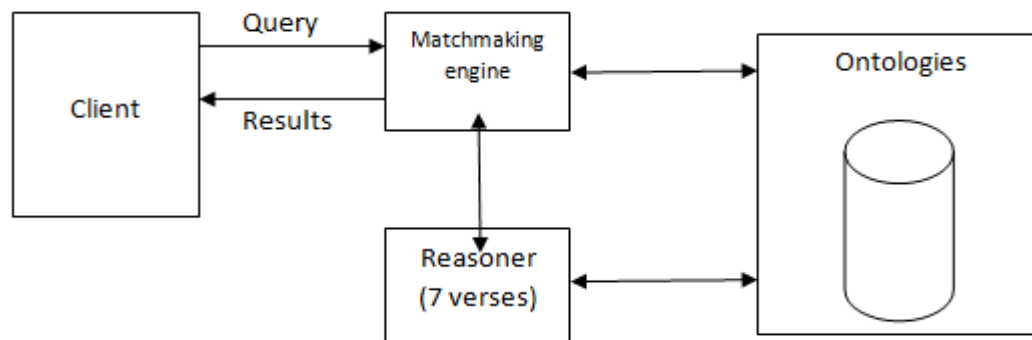 Query
Matchmaking
engine
Ontologies
Client
Results
Reasoner
(7 verses)